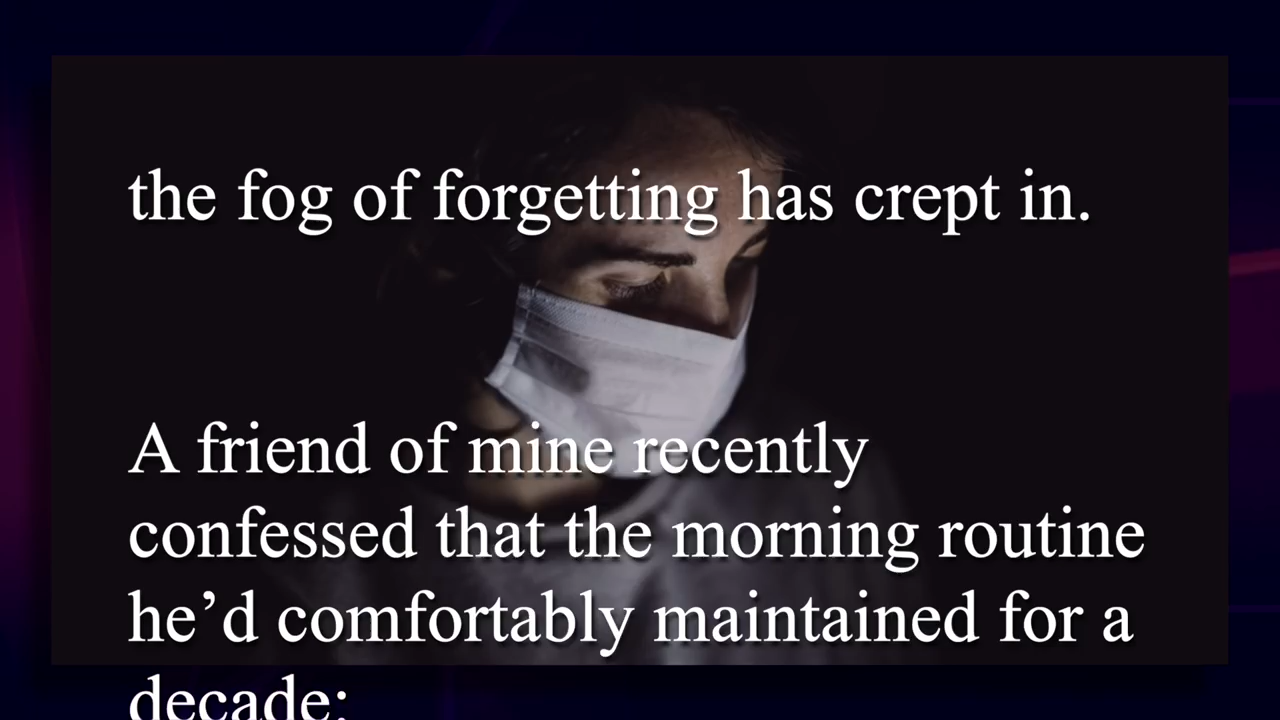 the fog of forgetting has crept in.
A friend of mine recently
confessed that the morning routine
he’d comfortably maintained for a
decade: